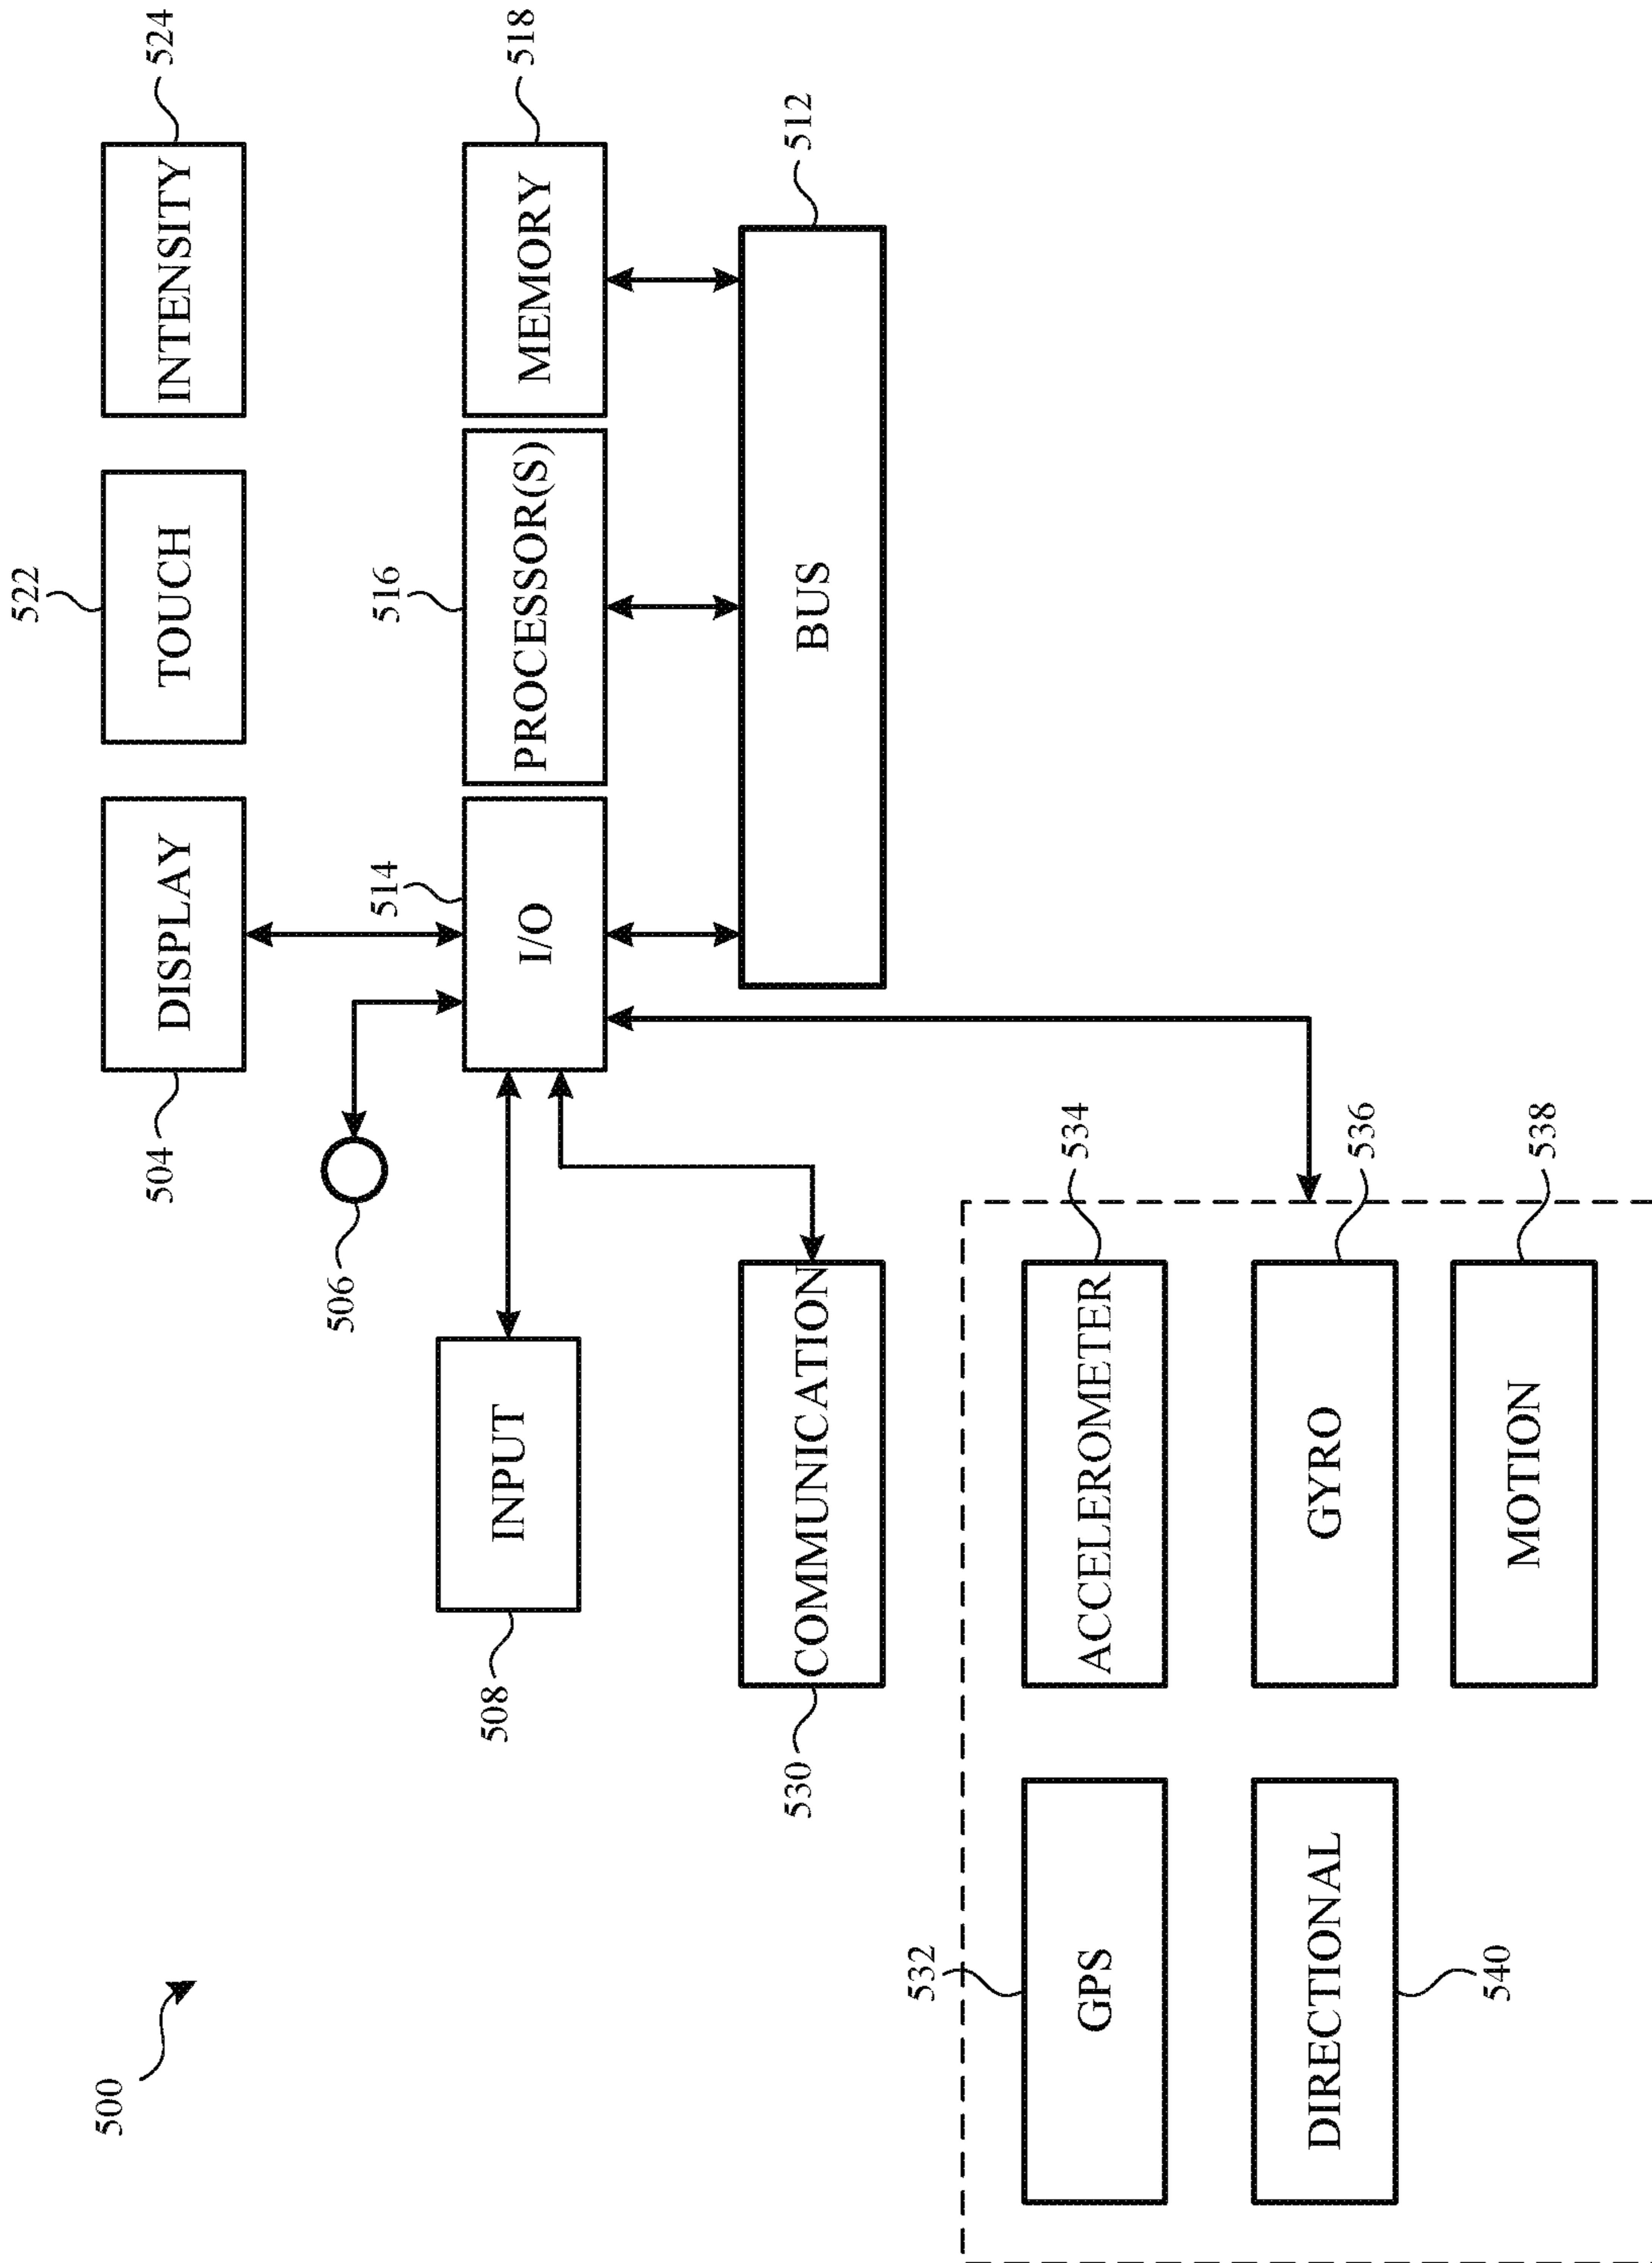 500
504
DISPLAY
522
TOUCH
INTENSITY
524
506
514
I/O
516
PROCESSOR(S)
MEMORY
518
508
INPUT
BUS
512
530
COMMUNICATION
532
GPS
ACCELEROMETER
534
DIRECTIONAL
540
GYRO
536
MOTION
538